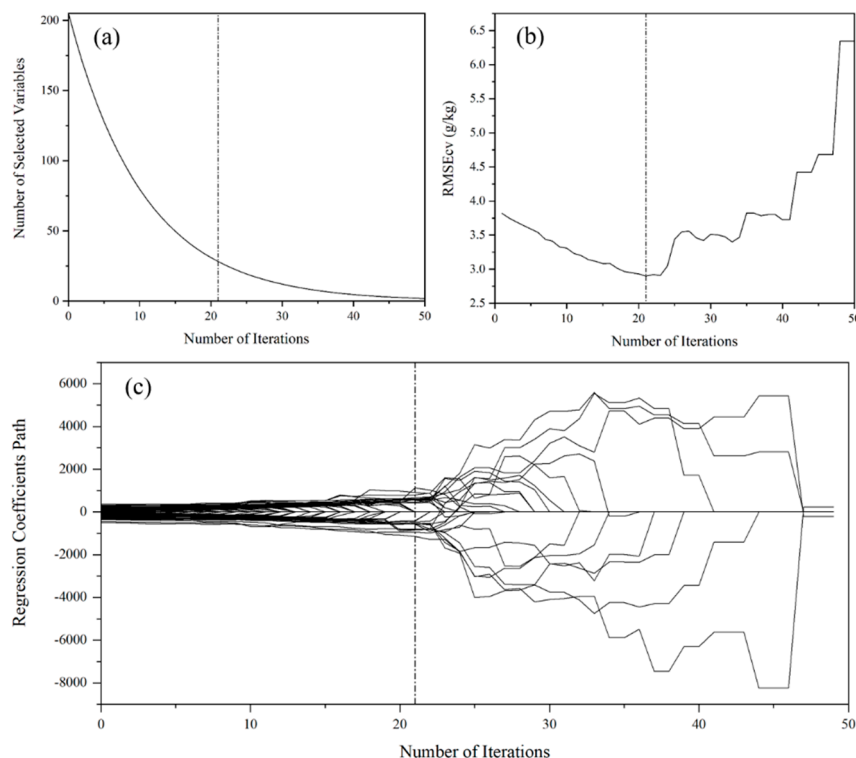 (a)
200
150
100
50
0
Number of Selected Variables
0 10 20 30 40 50
Number of Iterations
(b)
6.5
6.0
5.5
5.0
4.5
4.0
3.5
3.0
2.5
RMSEcv (g/kg)
0 10 20 30 40 50
Number of Iterations
(c)
6000
4000
2000
0
-2000
-4000
-6000
-8000
Regression Coefficients Path
0 10 20 30 40 50
Number of Iterations